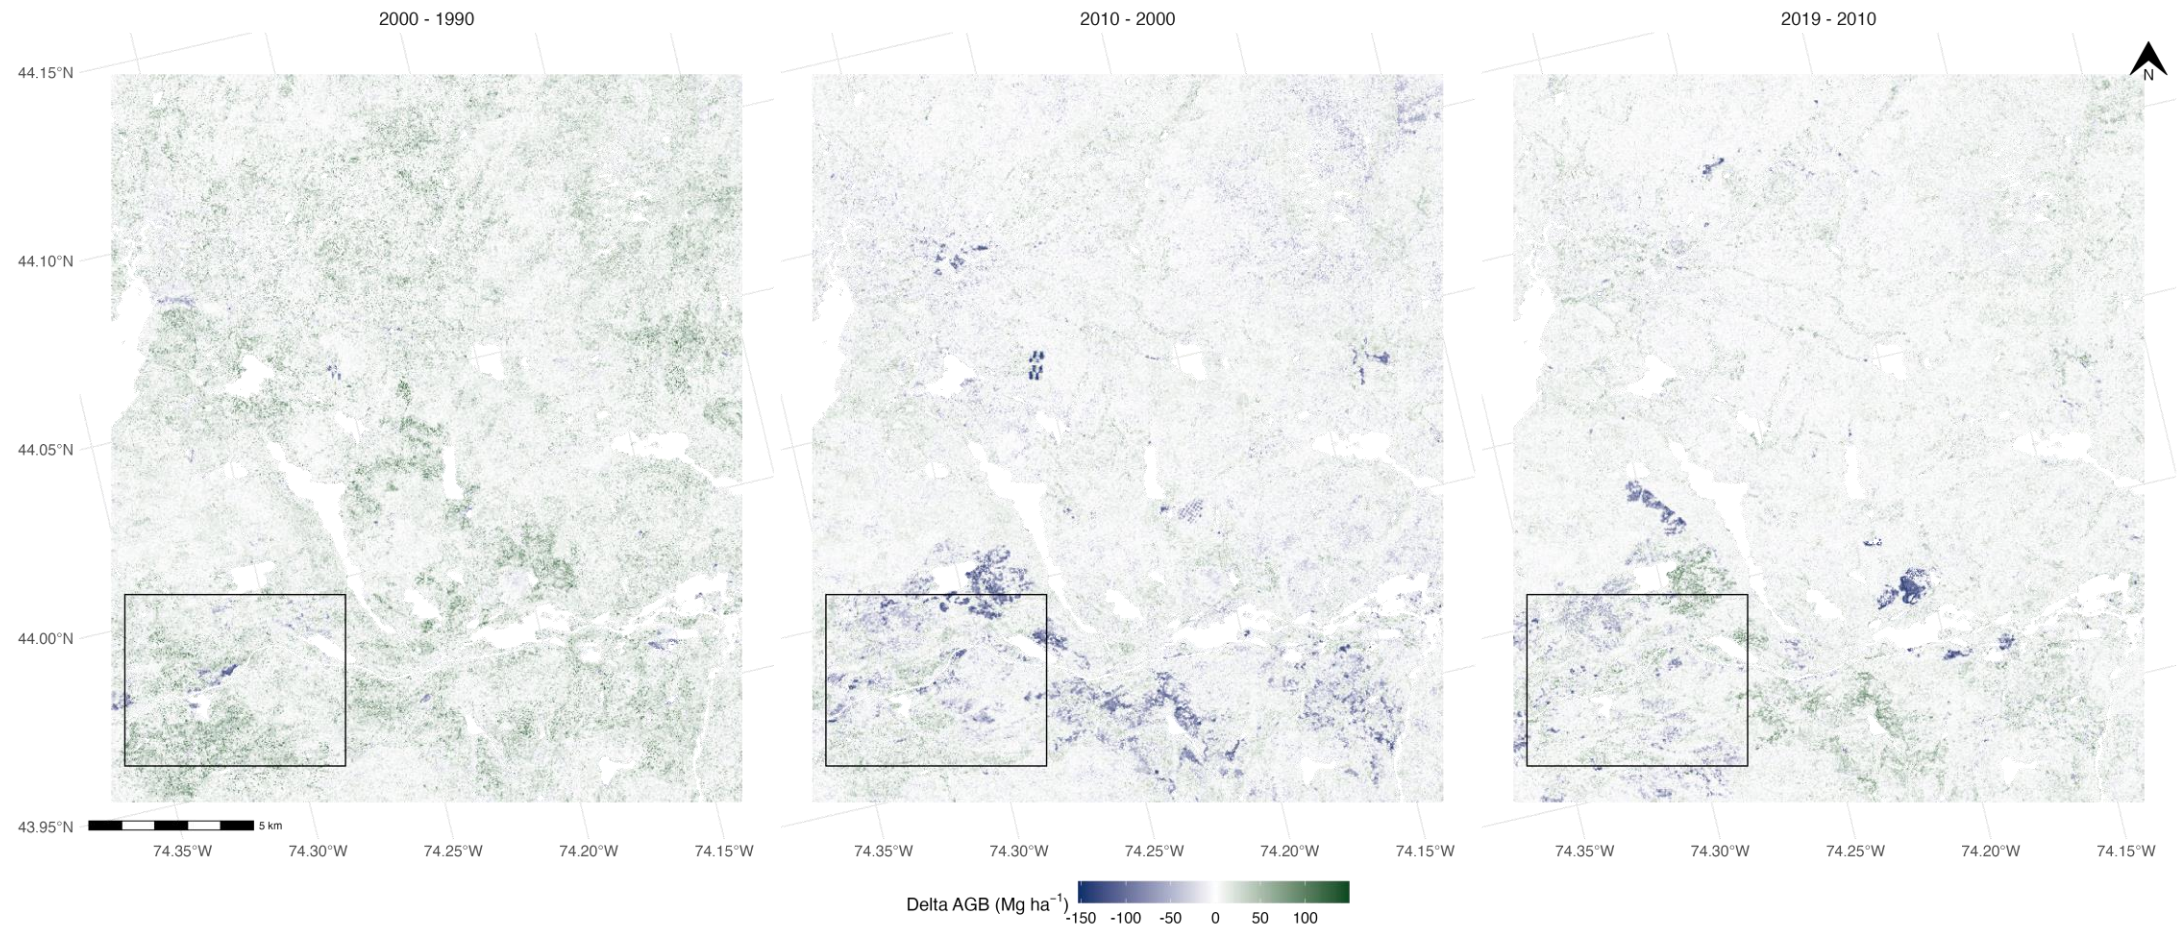 2000 - 1990
2010 - 2000
2019 - 2010
N
44.15°N
44.10°N
44.05°N
44.00°N
43.95°N
5 km
74.35°W 74.30°W 74.25°W 74.20°W 74.15°W
74.35°W 74.30°W 74.25°W 74.20°W 74.15°W
74.35°W 74.30°W 74.25°W 74.20°W 74.15°W
Delta AGB (Mg ha⁻¹)
-150 -100 -50 0 50 100